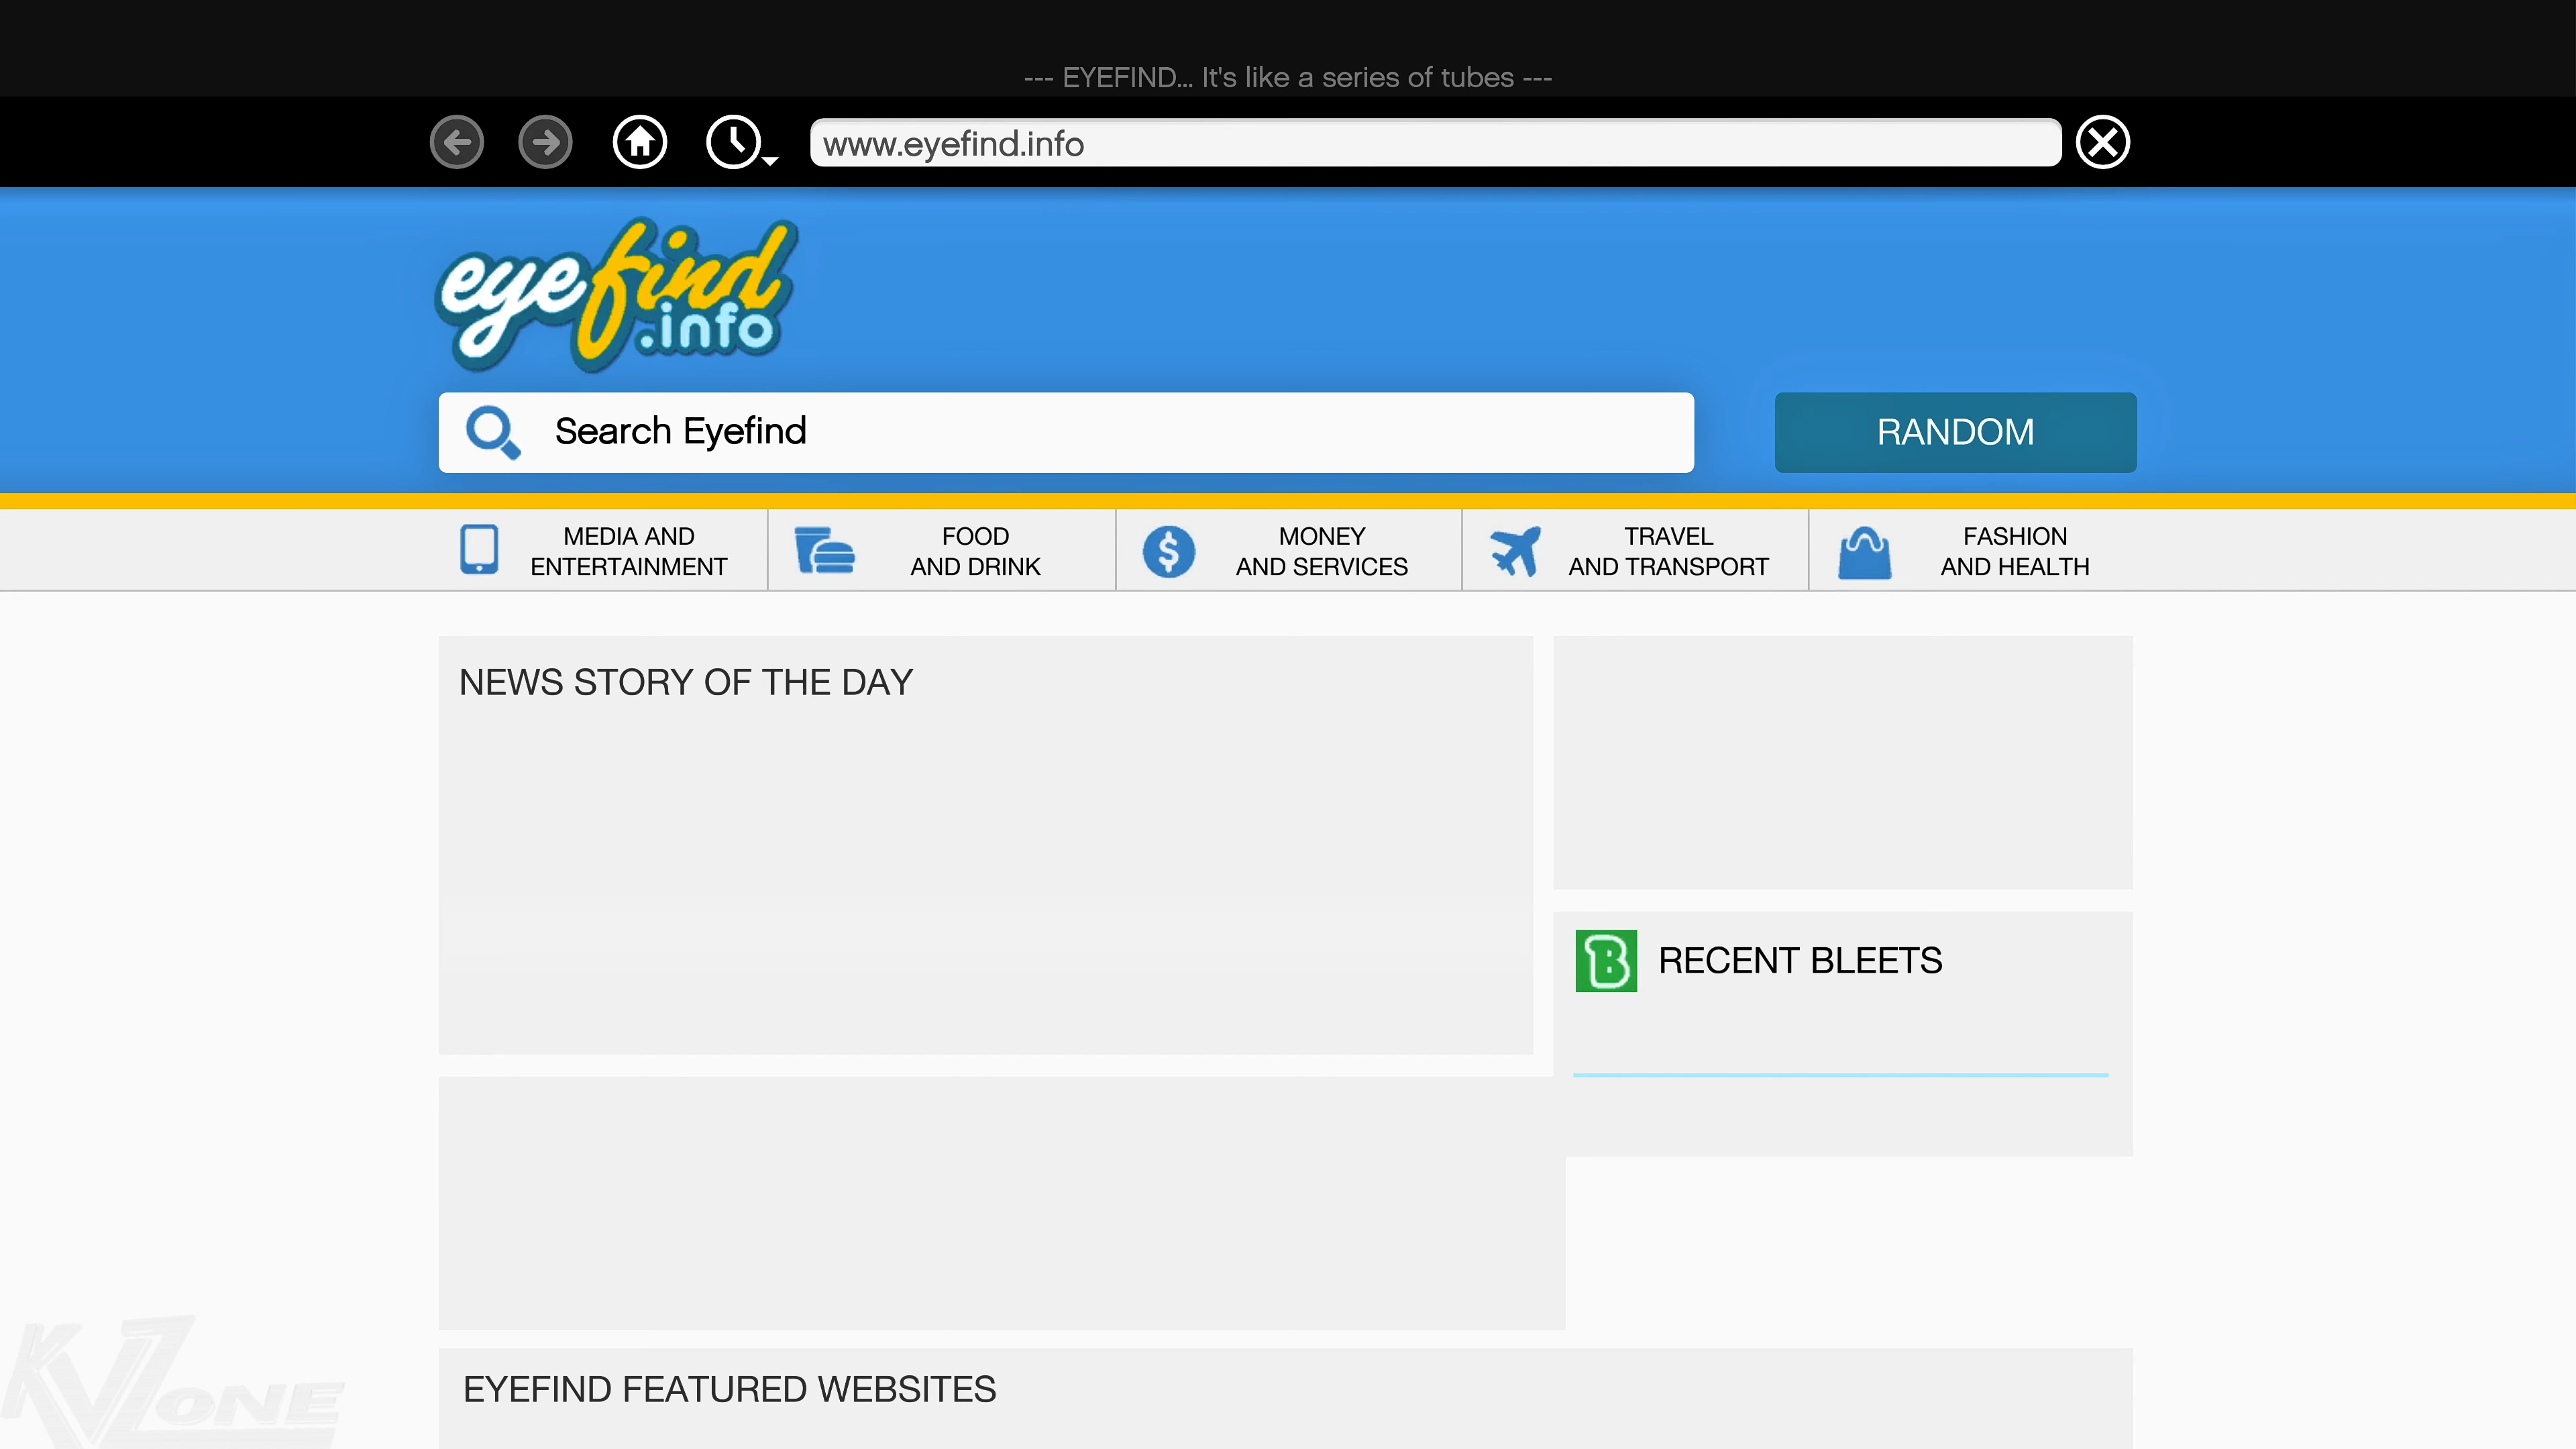 --- EYEFIND... It's like a series of tubes ---
www.eyefind.info
eyefind
.info
Search Eyefind
RANDOM
MEDIA AND
ENTERTAINMENT
FOOD
AND DRINK
MONEY
AND SERVICES
TRAVEL
AND TRANSPORT
FASHION
AND HEALTH
NEWS STORY OF THE DAY
B
RECENT BLEETS
EYEFIND FEATURED WEBSITES